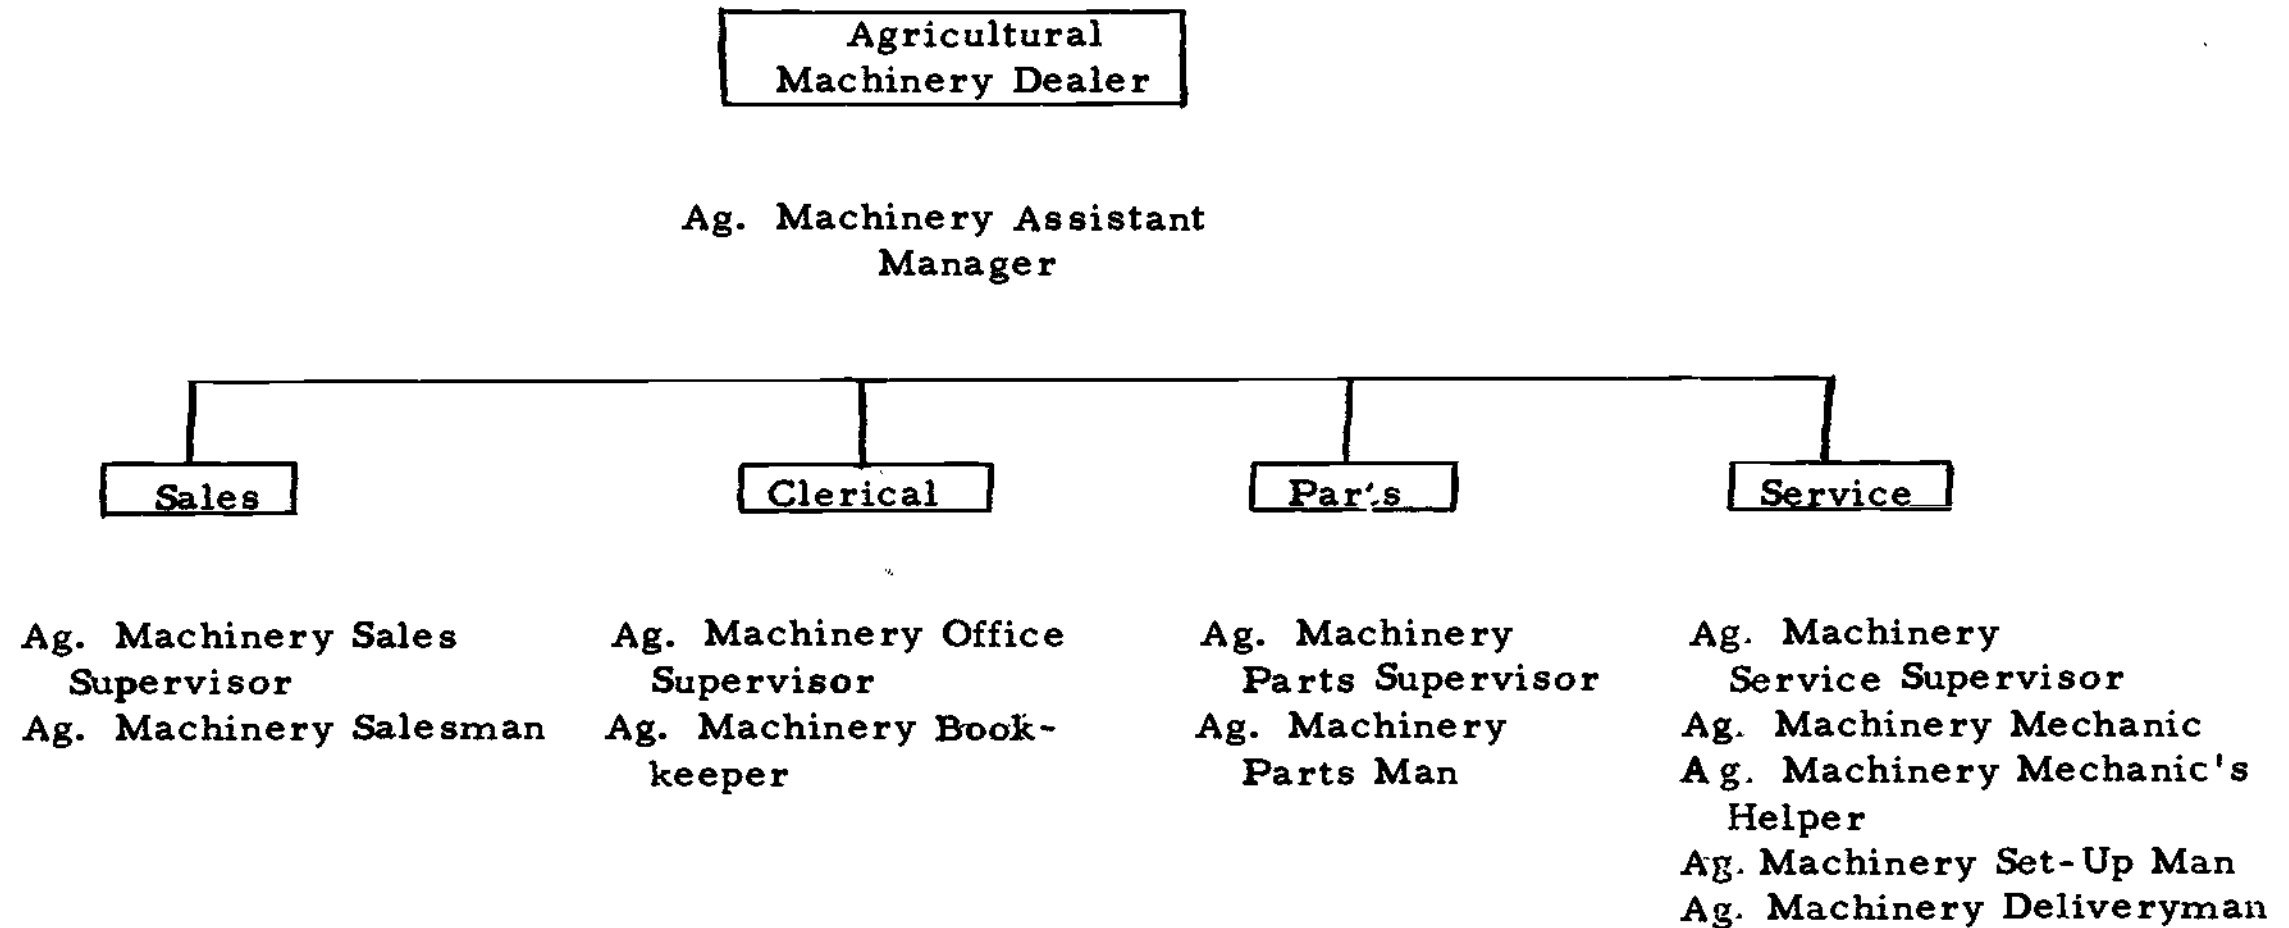 Agricultural
Machinery Dealer
Ag. Machinery Assistant
Manager
Sales
Clerical
Parts
Service
Ag. Machinery Sales
Supervisor
Ag. Machinery Salesman
Ag. Machinery Office
Supervisor
Ag. Machinery Book-
keeper
Ag. Machinery
Parts Supervisor
Ag. Machinery
Parts Man
Ag. Machinery
Service Supervisor
Ag. Machinery Mechanic
Ag. Machinery Mechanic's
Helper
Ag. Machinery Set-Up Man
Ag. Machinery Deliveryman